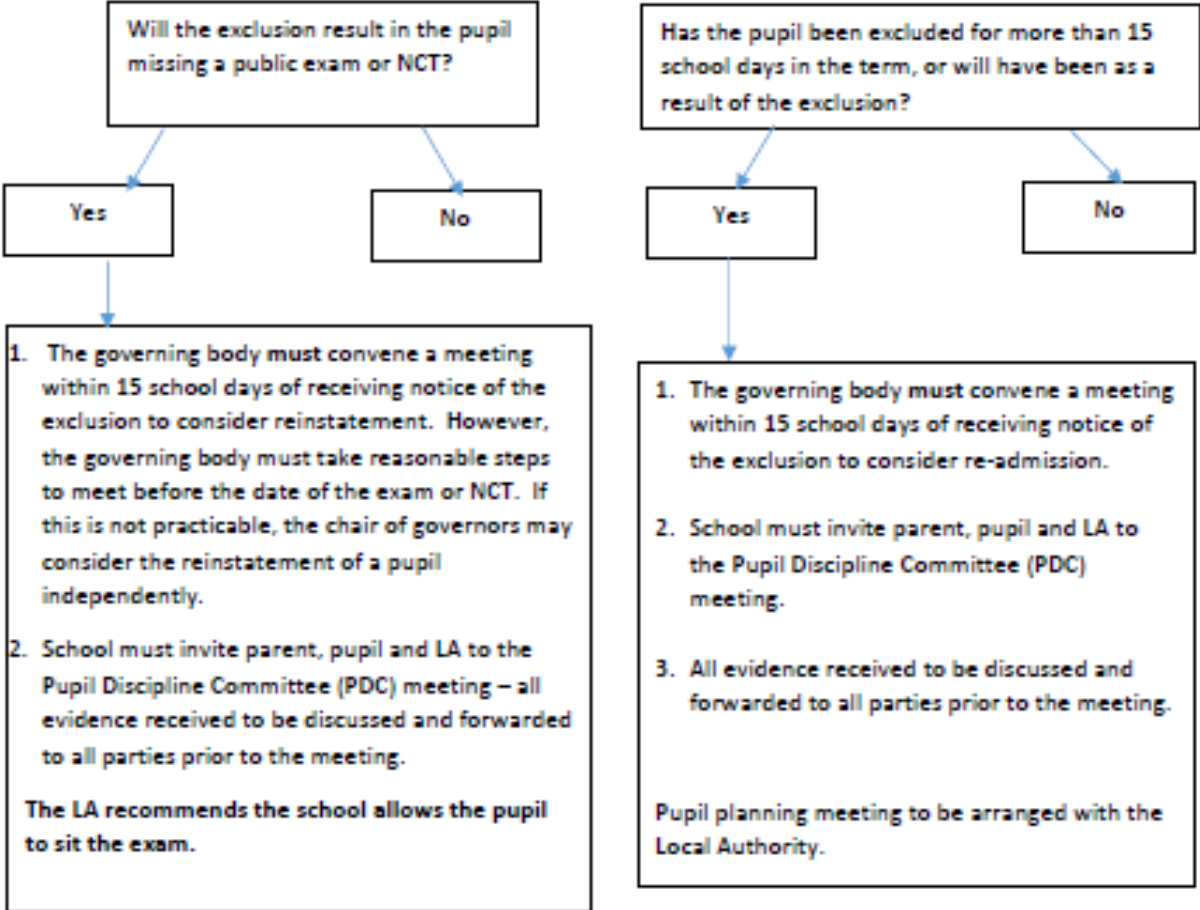 Will the exclusion result in the pupil
missing a public exam or NCT?
Yes
No
1. The governing body must convene a meeting
within 15 school days of receiving notice of the
exclusion to consider reinstatement. However,
the governing body must take reasonable steps
to meet before the date of the exam or NCT. If
this is not practicable, the chair of governors may
consider the reinstatement of a pupil
independently.
2. School must invite parent, pupil and LA to the
Pupil Discipline Committee (PDC) meeting – all
evidence received to be discussed and forwarded
to all parties prior to the meeting.
The LA recommends the school allows the pupil
to sit the exam.
Has the pupil been excluded for more than 15
school days in the term, or will have been as a
result of the exclusion?
Yes
No
1. The governing body must convene a meeting
within 15 school days of receiving notice of
the exclusion to consider re-admission.
2. School must invite parent, pupil and LA to
the Pupil Discipline Committee (PDC)
meeting.
3. All evidence received to be discussed and
forwarded to all parties prior to the meeting.
Pupil planning meeting to be arranged with the
Local Authority.